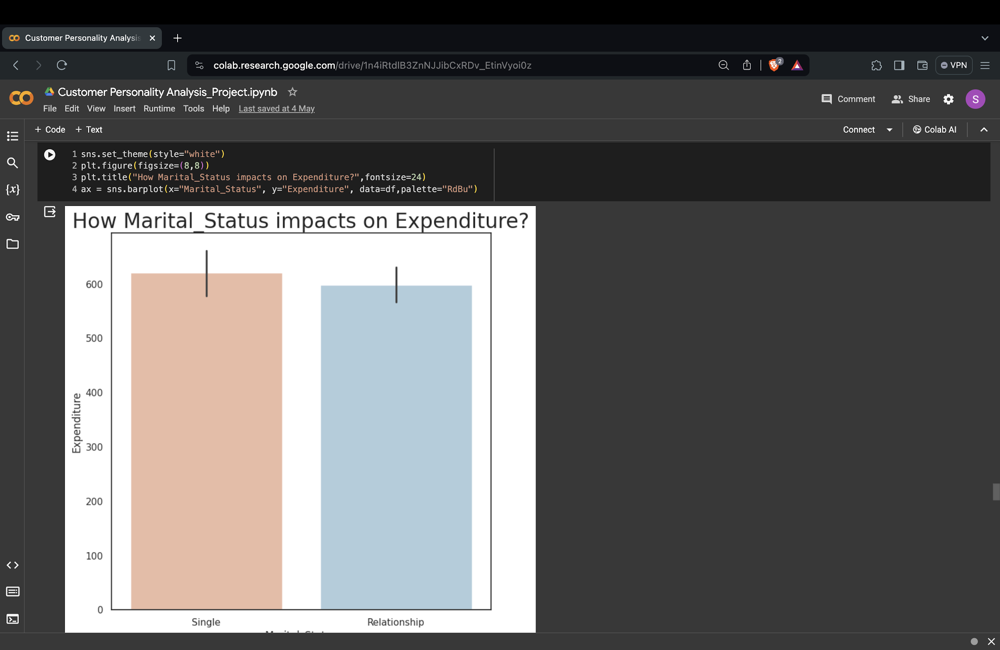 Customer Personality Analysis
colab.research.google.com/drive/1n4iRtdlB3ZnNJJibCxRDv_EtinVyoi0z
2
VPN
Customer Personality Analysis_Project.ipynb
Comment
Share
S
File Edit View Insert Runtime Tools Help Last saved at 4 May
+ Code + Text
Connect
Colab AI
1 sns.set_theme(style="white")
2 plt.figure(figsize=(8,8))
3 plt.title("How Marital_Status impacts on Expenditure?",fontsize=24)
4 ax = sns.barplot(x="Marital_Status", y="Expenditure", data=df,palette="RdBu")
{x}
How Marital_Status impacts on Expenditure?
600
500
400
300
200
100
0
Expenditure
Single
Relationship